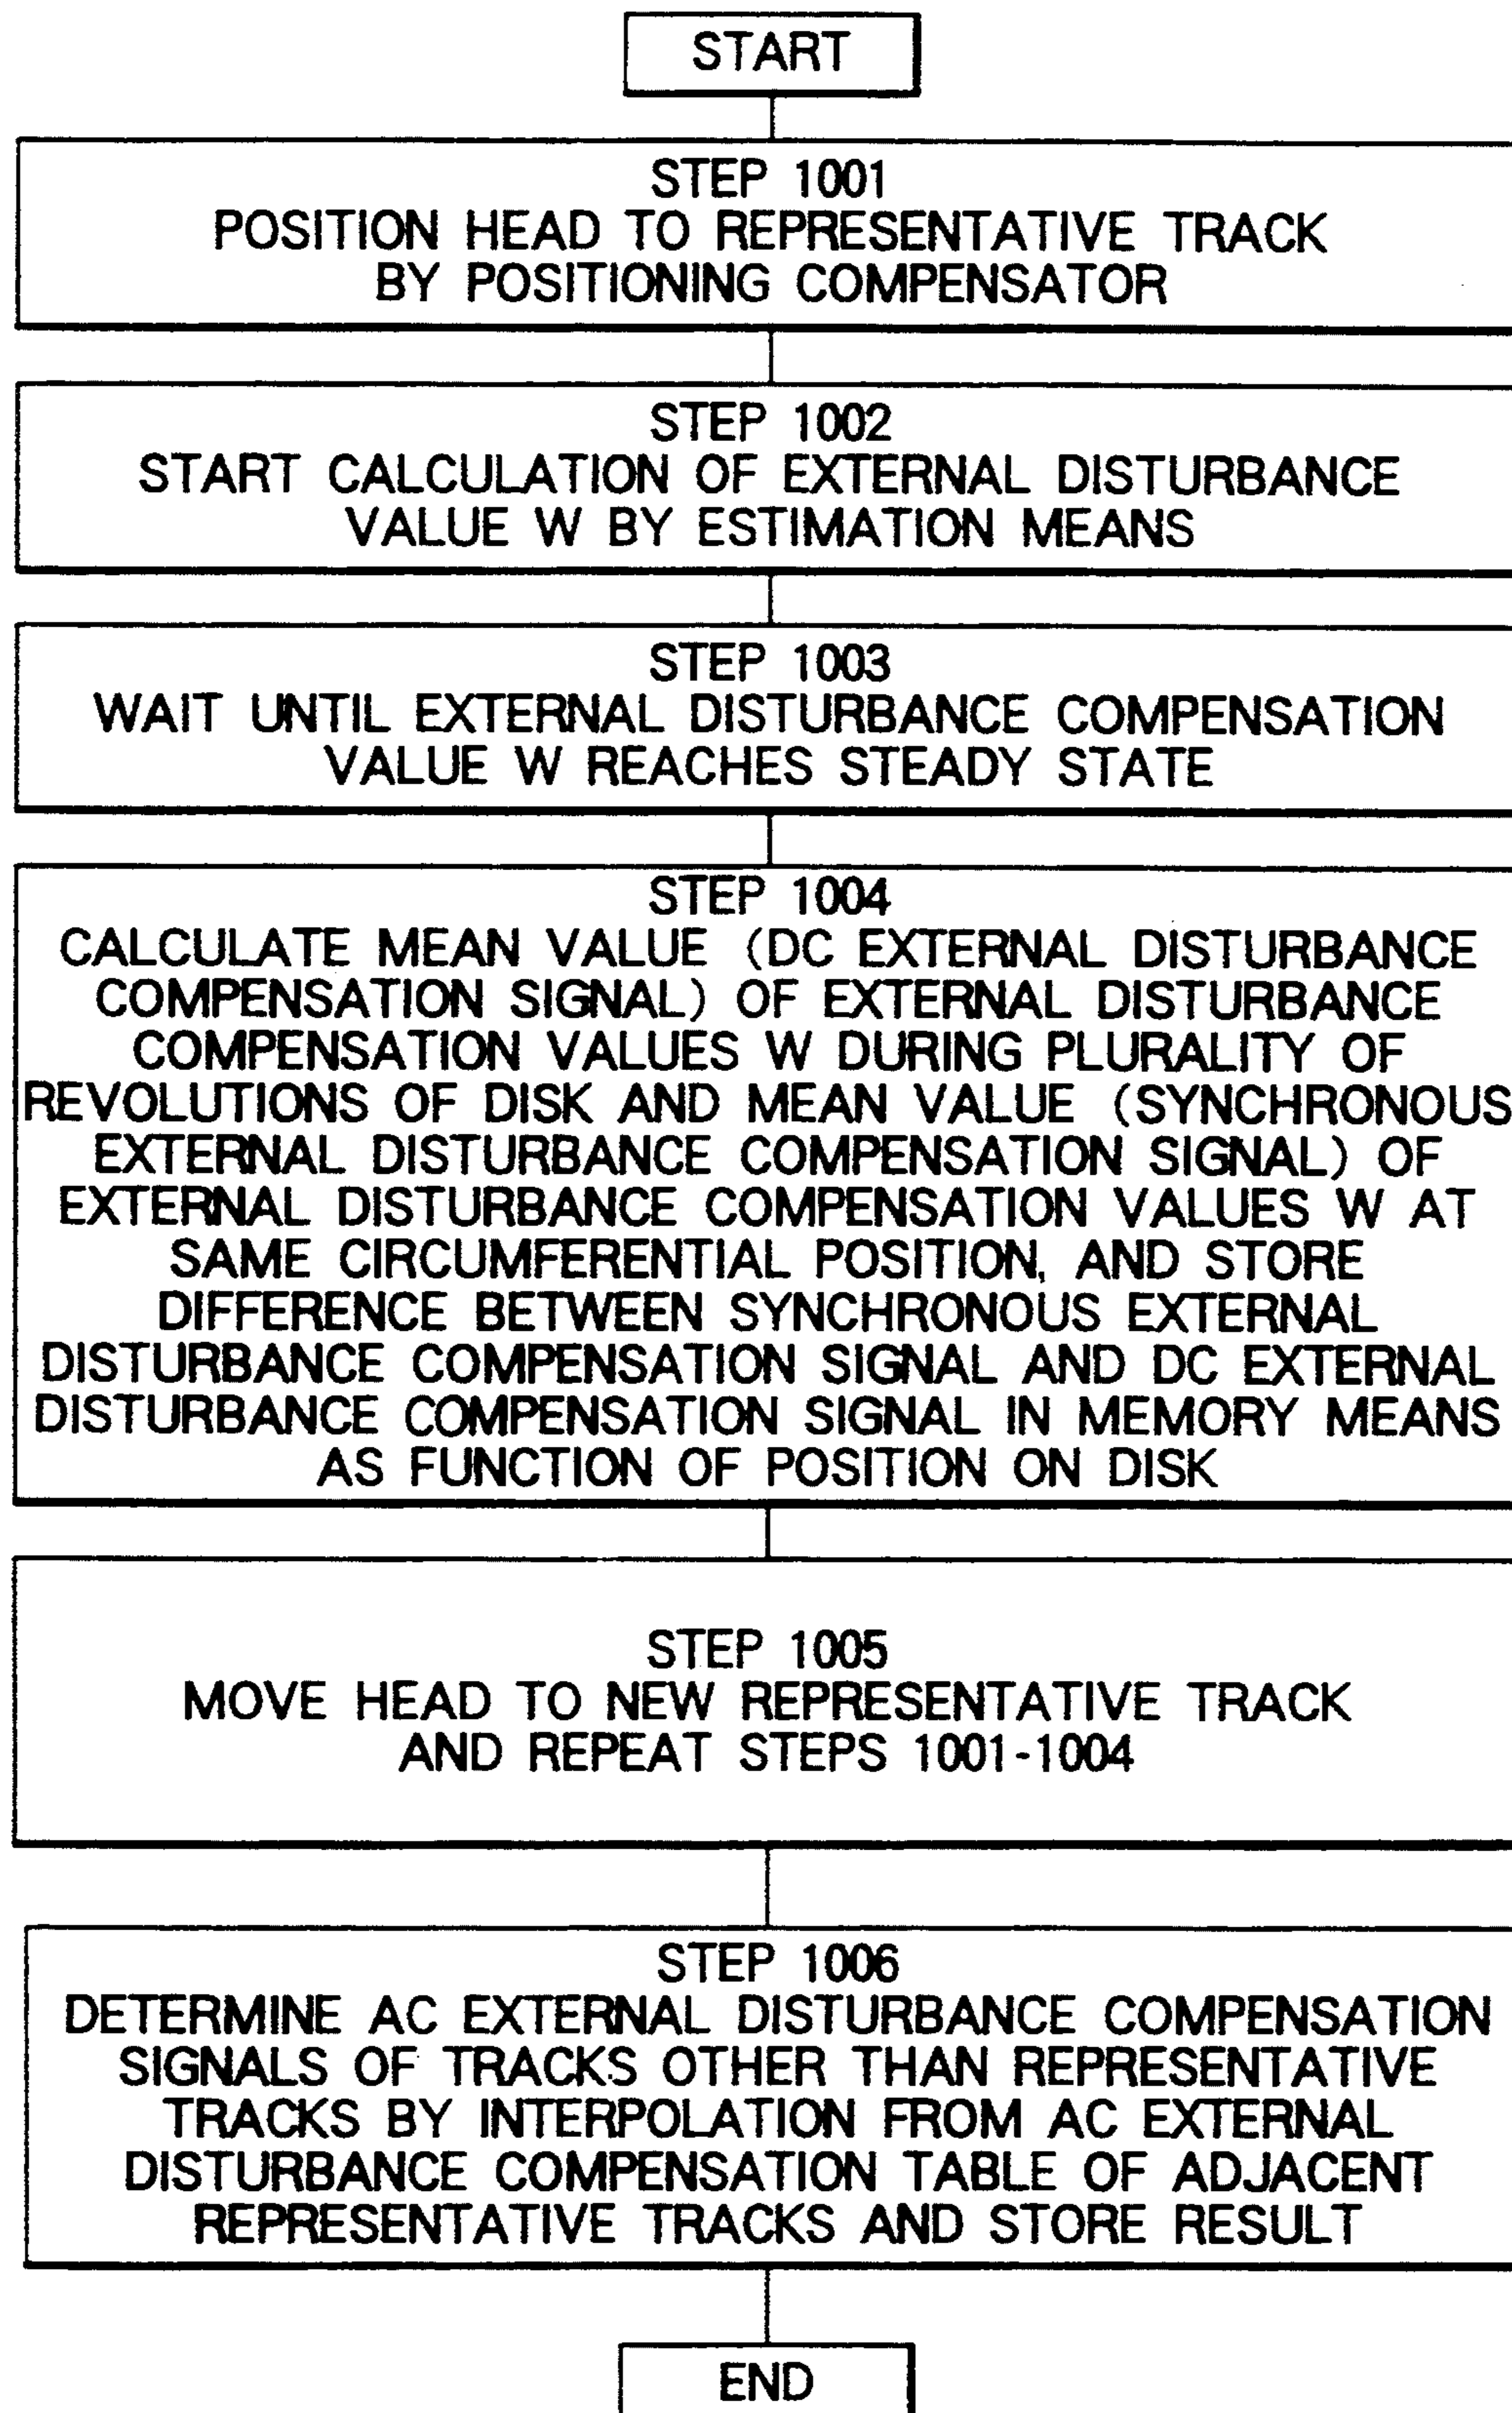 START
STEP 1001
POSITION HEAD TO REPRESENTATIVE TRACK
BY POSITIONING COMPENSATOR
STEP 1002
START CALCULATION OF EXTERNAL DISTURBANCE
VALUE W BY ESTIMATION MEANS
STEP 1003
WAIT UNTIL EXTERNAL DISTURBANCE COMPENSATION
VALUE W REACHES STEADY STATE
STEP 1004
CALCULATE MEAN VALUE (DC EXTERNAL DISTURBANCE
COMPENSATION SIGNAL) OF EXTERNAL DISTURBANCE
COMPENSATION VALUES W DURING PLURALITY OF
REVOLUTIONS OF DISK AND MEAN VALUE (SYNCHRONOUS
EXTERNAL DISTURBANCE COMPENSATION SIGNAL) OF
EXTERNAL DISTURBANCE COMPENSATION VALUES W AT
SAME CIRCUMFERENTIAL POSITION, AND STORE
DIFFERENCE BETWEEN SYNCHRONOUS EXTERNAL
DISTURBANCE COMPENSATION SIGNAL AND DC EXTERNAL
DISTURBANCE COMPENSATION SIGNAL IN MEMORY MEANS
AS FUNCTION OF POSITION ON DISK
STEP 1005
MOVE HEAD TO NEW REPRESENTATIVE TRACK
AND REPEAT STEPS 1001-1004
STEP 1006
DETERMINE AC EXTERNAL DISTURBANCE COMPENSATION
SIGNALS OF TRACKS OTHER THAN REPRESENTATIVE
TRACKS BY INTERPOLATION FROM AC EXTERNAL
DISTURBANCE COMPENSATION TABLE OF ADJACENT
REPRESENTATIVE TRACKS AND STORE RESULT
END